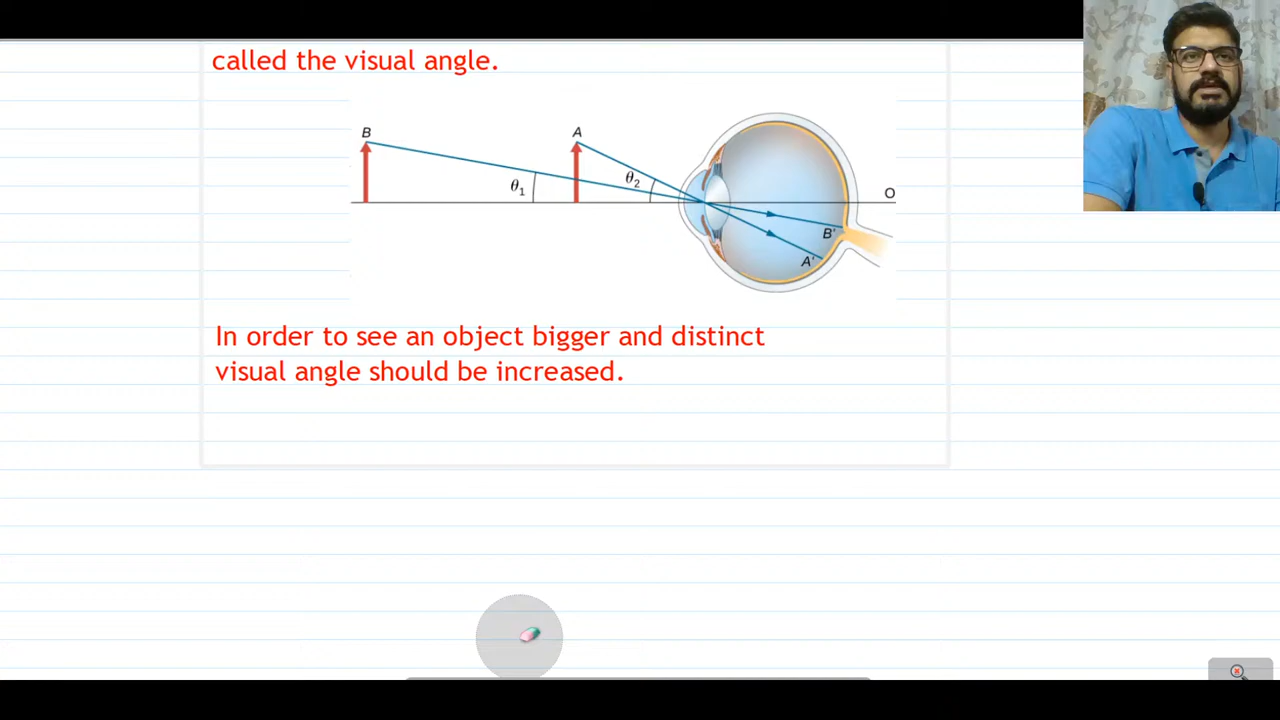 called the visual angle.
B
A
θ1
θ2
O
B'
A'
In order to see an object bigger and distinct
visual angle should be increased.